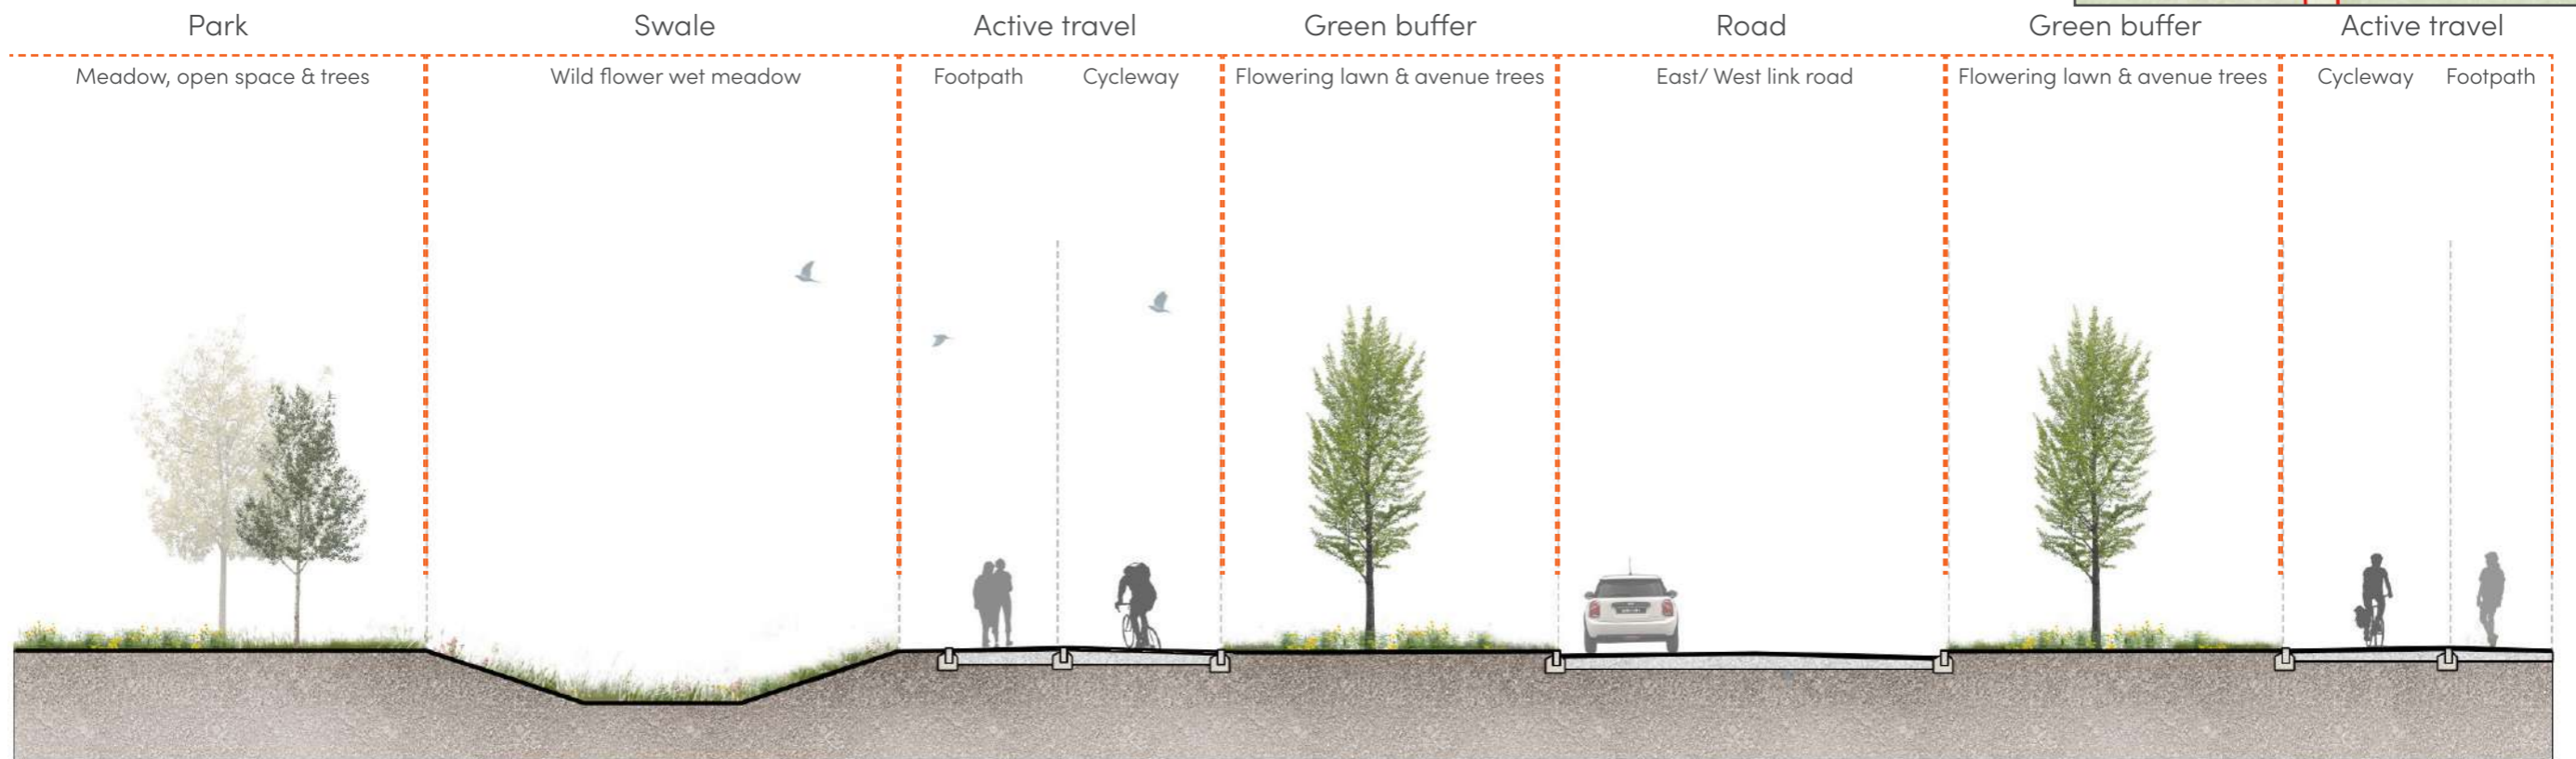 Park Swale Active travel Green buffer Road Green buffer Active travel
Meadow, open space & trees Wild flower wet meadow Footpath Cycleway Flowering lawn & avenue trees East/ West link road Flowering lawn & avenue trees Cycleway Footpath